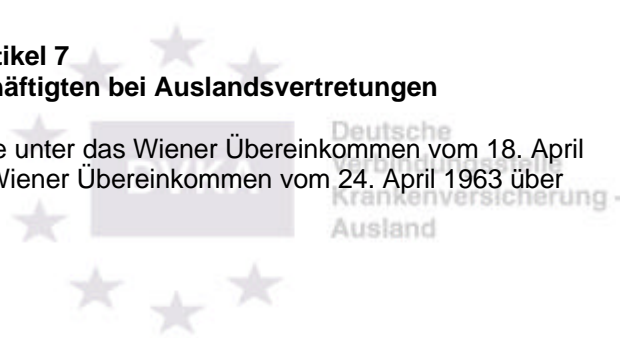 tikel 7
häftigten bei Auslandsvertretungen
e unter das Wiener Übereinkommen vom 18. April
Wiener Übereinkommen vom 24. April 1963 über
Deutsche
Verbindungsstelle
Krankenversicherung -
Ausland